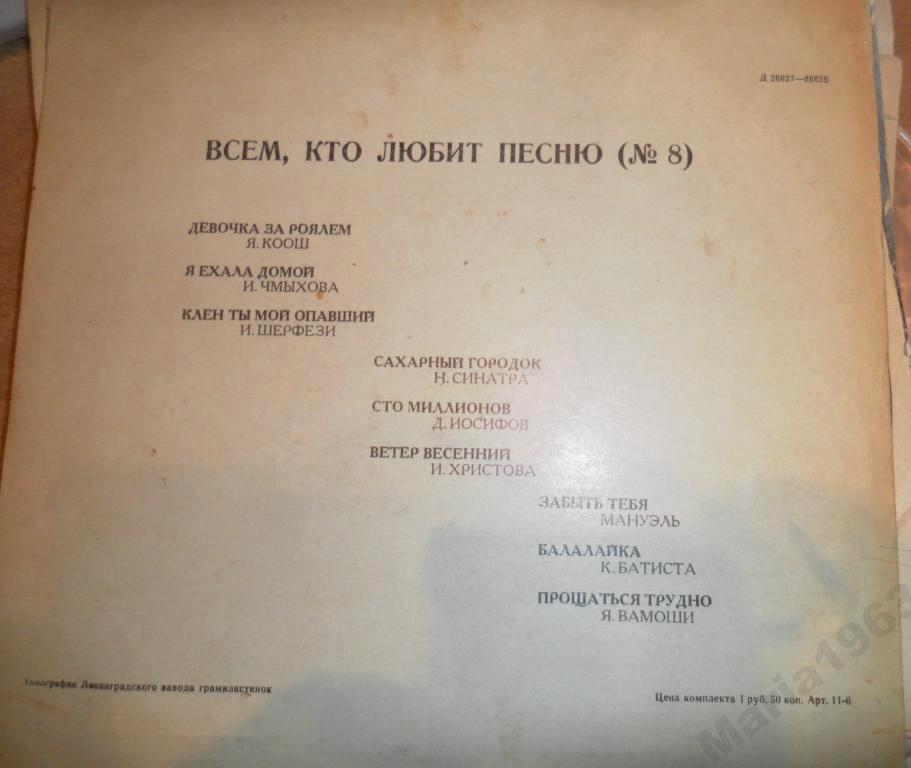 Д 26627—26628
ВСЕМ, КТО ЛЮБИТ ПЕСНЮ (№ 8)
ДЕВОЧКА ЗА РОЯЛЕМ
Я. КООШ
Я ЕХАЛА ДОМОЙ
И. ЧМЫХОВА
КЛЕН ТЫ МОЙ ОПАВШИЙ
И. ШЕРФЕЗИ
САХАРНЫЙ ГОРОДОК
Н. СИНАТРА
СТО МИЛЛИОНОВ
Д. ИОСИФОВ
ВЕТЕР ВЕСЕННИЙ
И. ХРИСТОВА
ЗАБЫТЬ ТЕБЯ
МАНУЭЛЬ
БАЛАЛАЙКА
К. БАТИСТА
ПРОЩАТЬСЯ ТРУДНО
Я. ВАМОШИ
Типография Ленинградского завода грампластинок
Цена комплекта 1 руб. 50 коп. Арт. 11-6
Maria1963